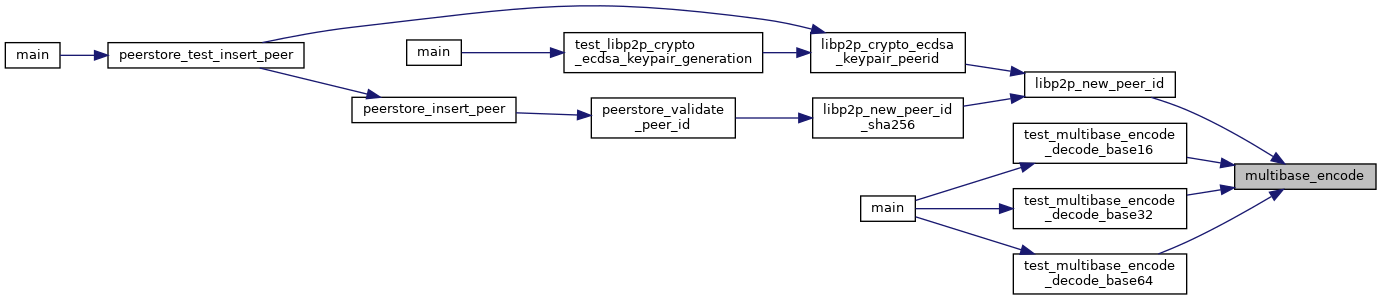 main
peerstore_test_insert_peer
main
test_libp2p_crypto
_ecdsa_keypair_generation
libp2p_crypto_ecdsa
_keypair_peerid
libp2p_new_peer_id
peerstore_insert_peer
peerstore_validate
_peer_id
libp2p_new_peer_id
_sha256
test_multibase_encode
_decode_base16
multibase_encode
main
test_multibase_encode
_decode_base32
test_multibase_encode
_decode_base64